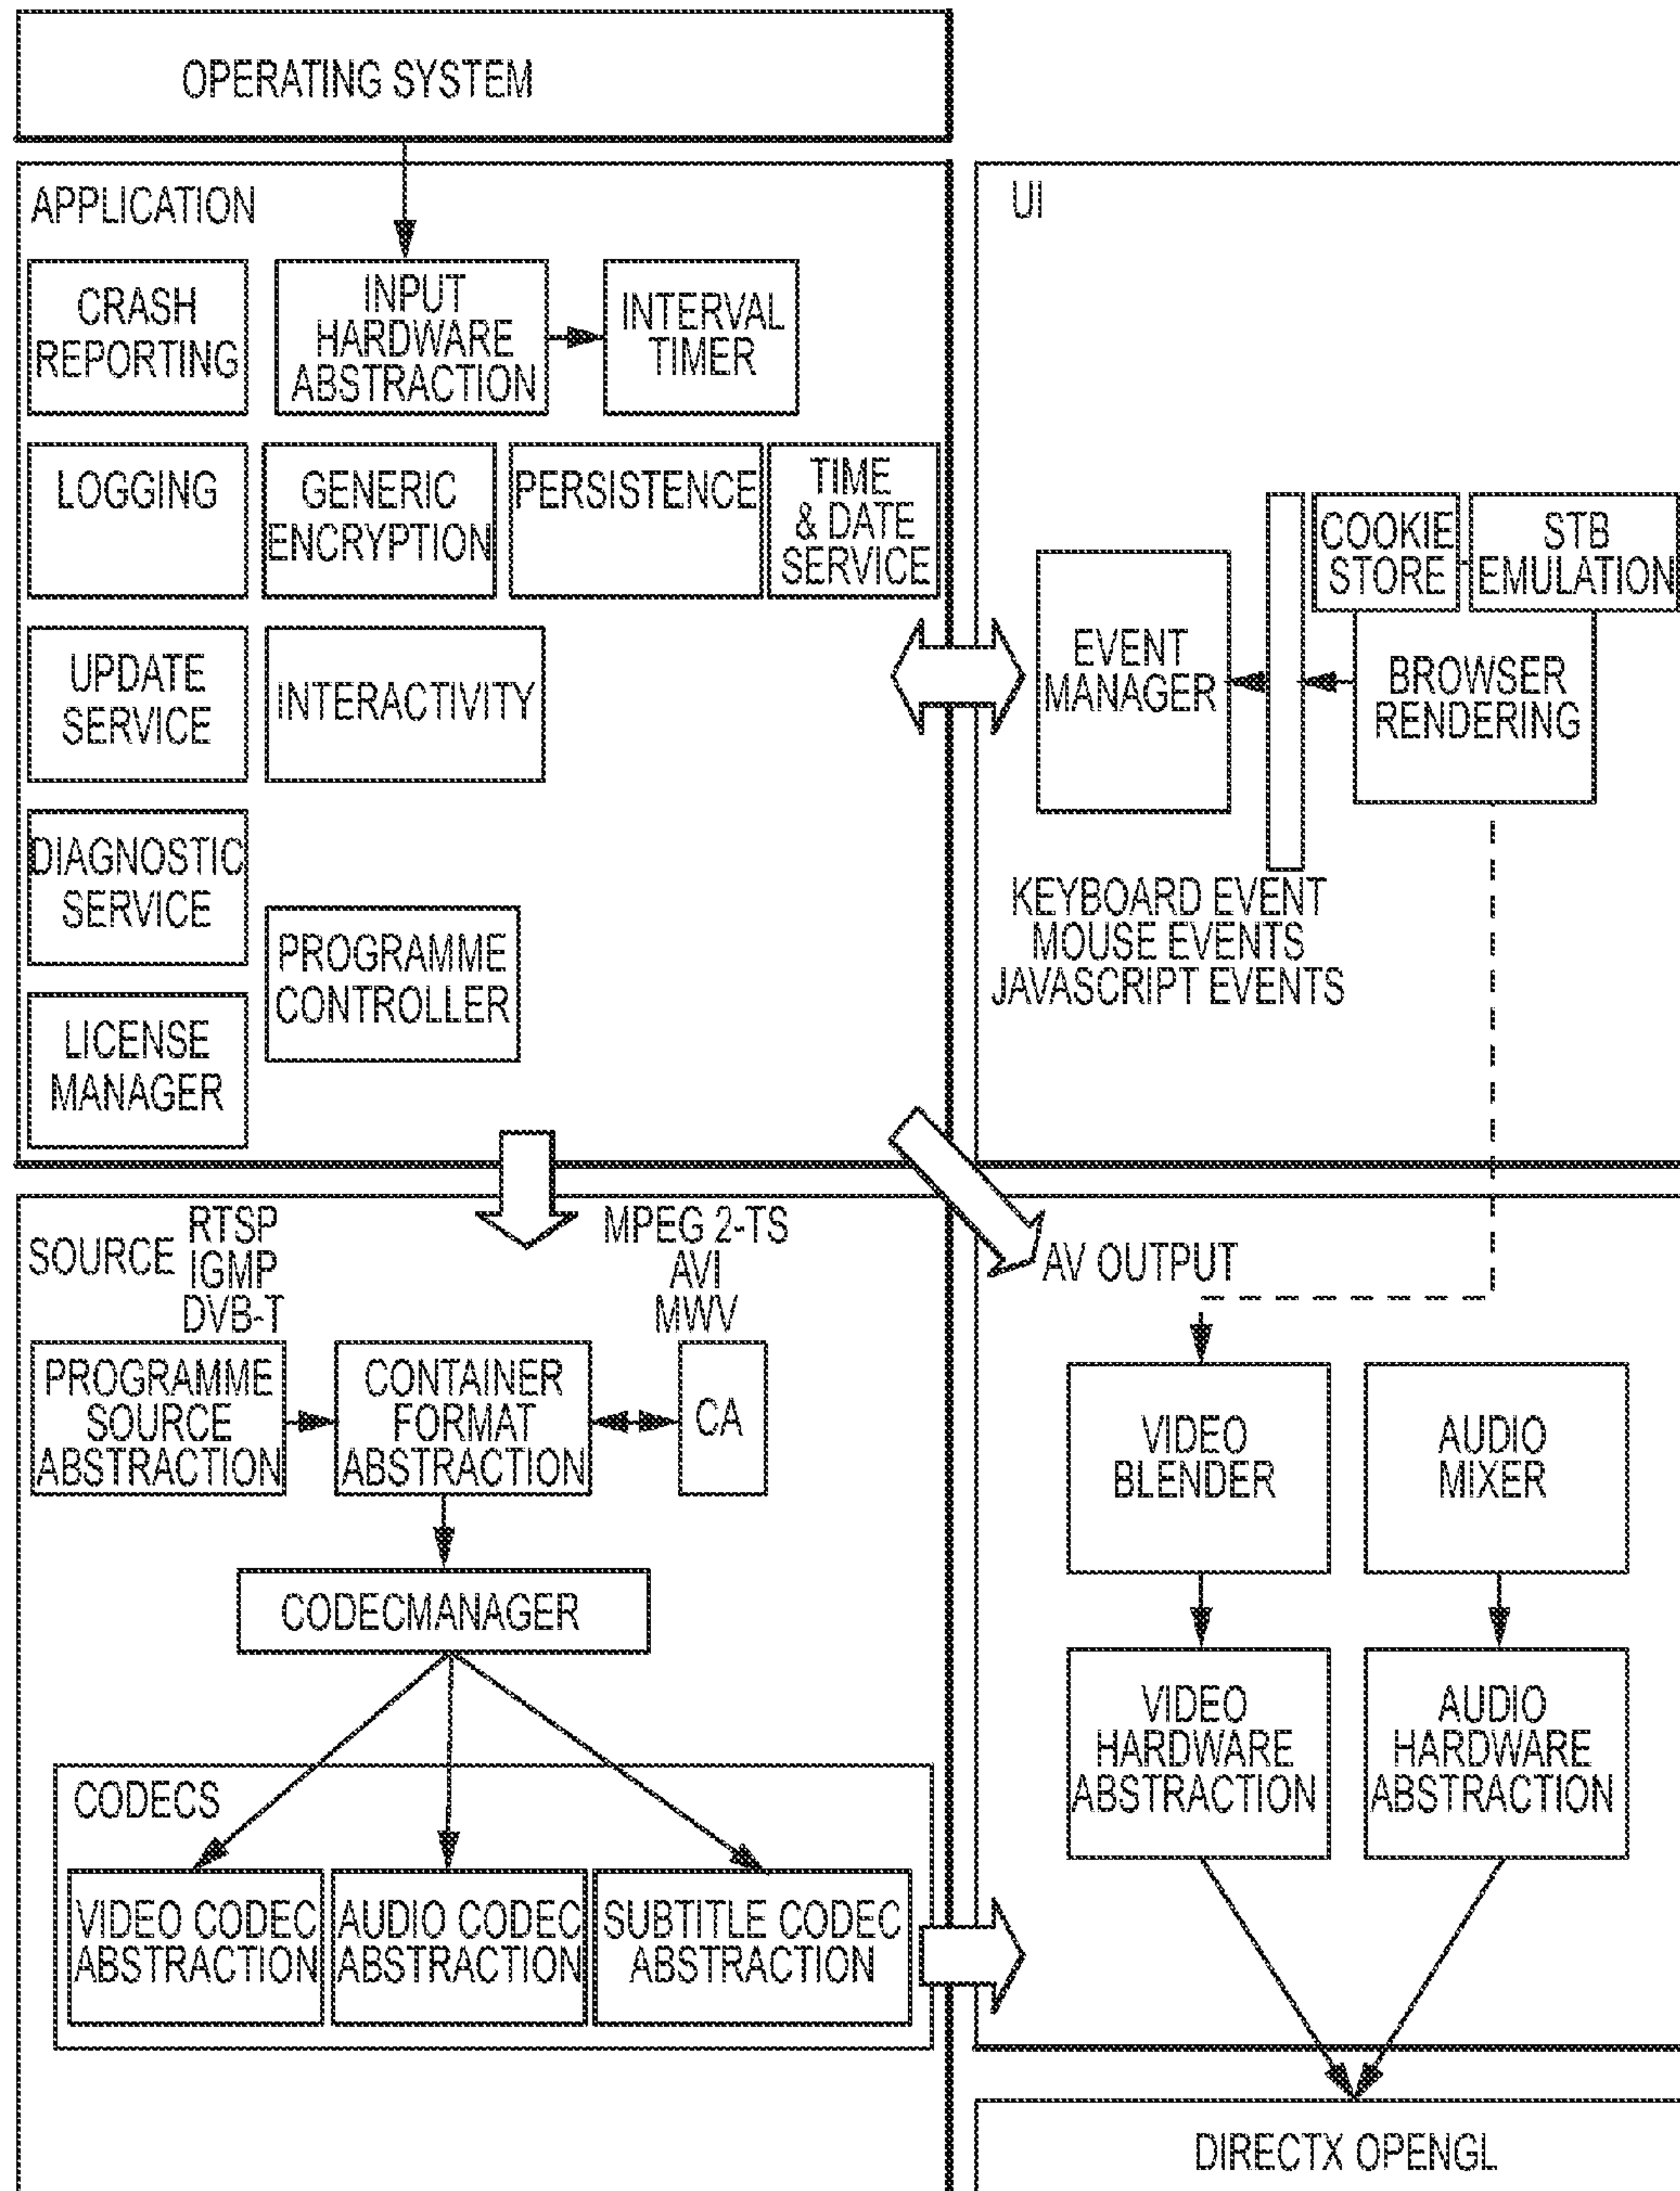 OPERATING SYSTEM
APPLICATION
CRASH
REPORTING
INPUT
HARDWARE
ABSTRACTION
INTERVAL
TIMER
LOGGING
GENERIC
ENCRYPTION
PERSISTENCE
TIME
& DATE
SERVICE
UPDATE
SERVICE
INTERACTIVITY
DIAGNOSTIC
SERVICE
PROGRAMME
CONTROLLER
LICENSE
MANAGER
UI
COOKIE
STORE
STB
EMULATION
EVENT
MANAGER
BROWSER
RENDERING
KEYBOARD EVENT
MOUSE EVENTS
JAVASCRIPT EVENTS
SOURCE
RTSP
IGMP
DVB-T
MPEG 2-TS
AVI
MWV
PROGRAMME
SOURCE
ABSTRACTION
CONTAINER
FORMAT
ABSTRACTION
CA
CODECMANAGER
CODECS
VIDEO CODEC
ABSTRACTION
AUDIO CODEC
ABSTRACTION
SUBTITLE CODEC
ABSTRACTION
AV OUTPUT
VIDEO
BLENDER
AUDIO
MIXER
VIDEO
HARDWARE
ABSTRACTION
AUDIO
HARDWARE
ABSTRACTION
DIRECTX OPENGL